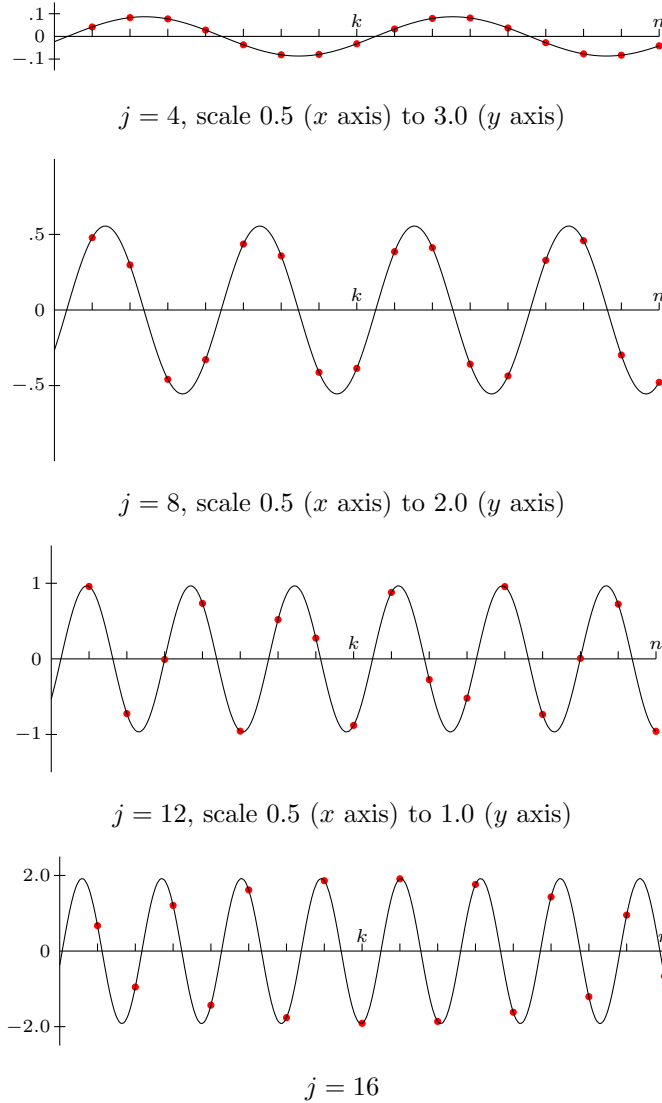 .1
k
n
0
−.1
j = 4, scale 0.5 (x axis) to 3.0 (y axis)
.5
k
n
0
−.5
j = 8, scale 0.5 (x axis) to 2.0 (y axis)
1
k
n
0
−1
j = 12, scale 0.5 (x axis) to 1.0 (y axis)
2.0
k
0
−2.0
j = 16